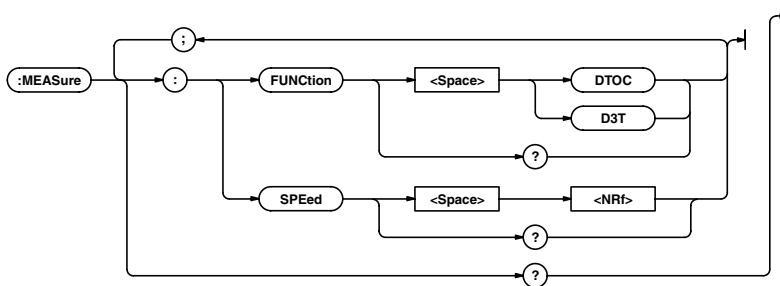 ;
:MEASure : FUNCtion <Space> DTOC
D3T
?
SPEed <Space> <NRf>
?
?